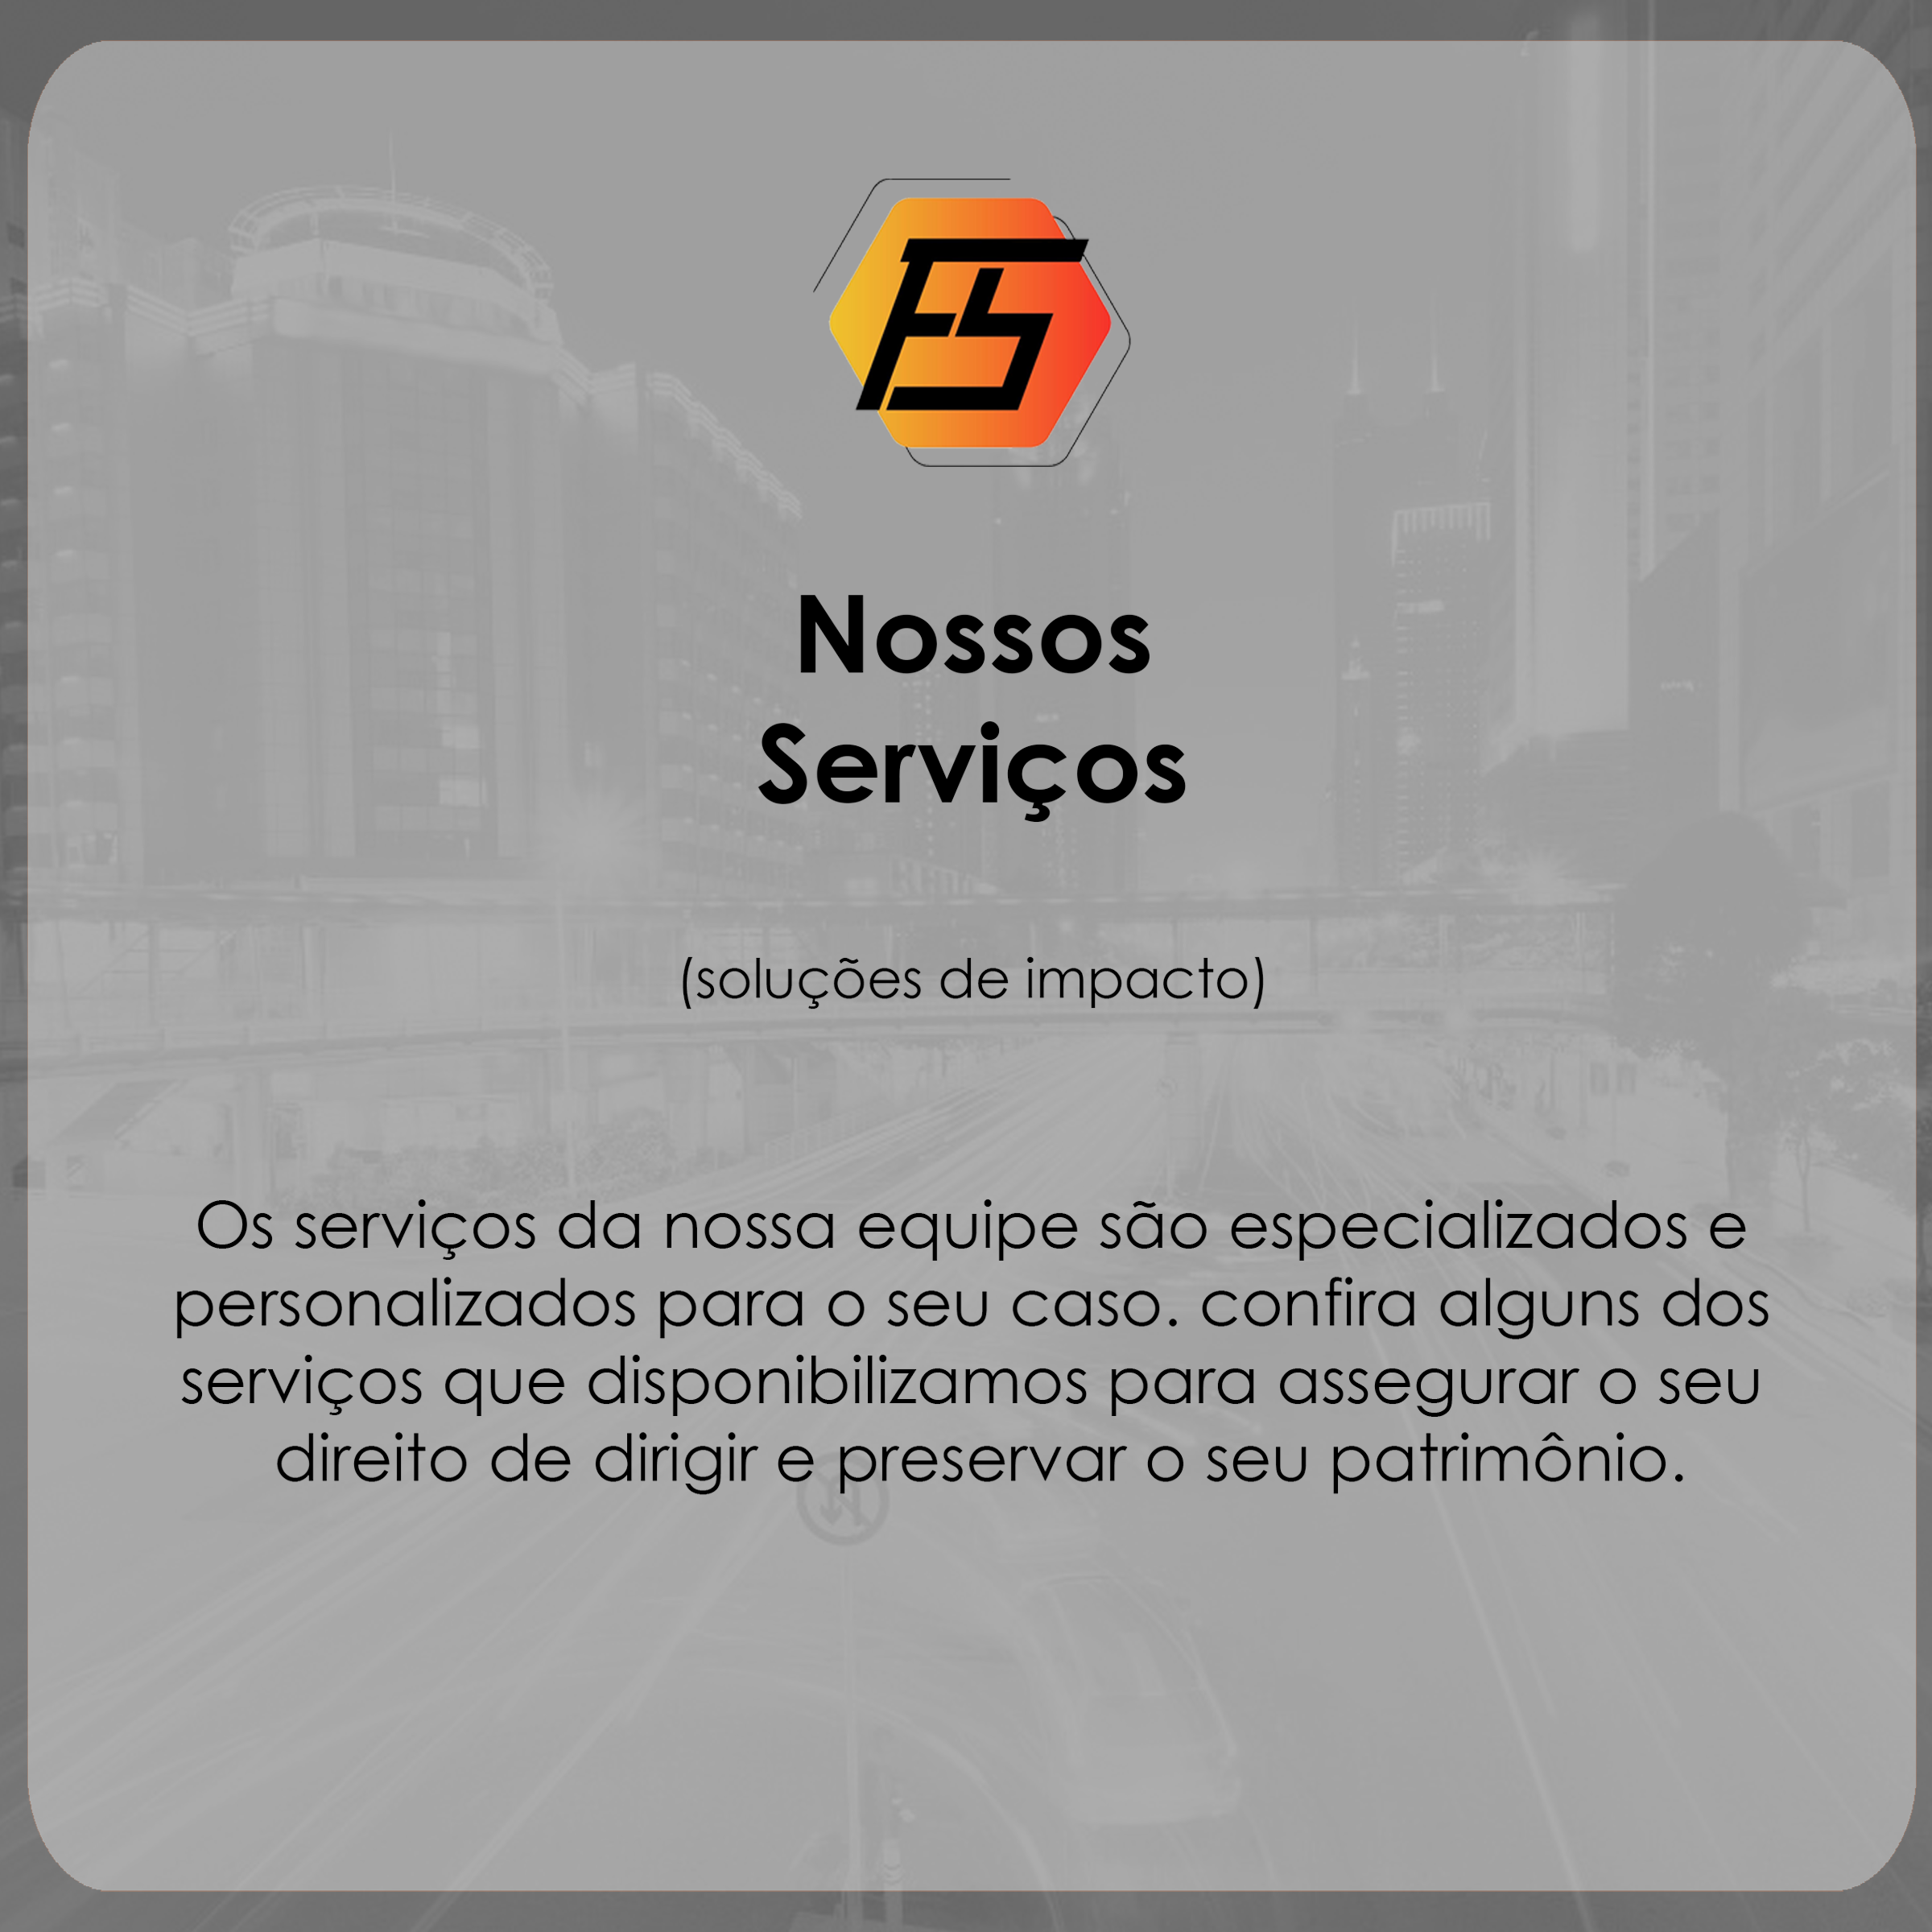 FS
Nossos
Serviços
(soluções de impacto)
Os serviços da nossa equipe são especializados e
personalizados para o seu caso. confira alguns dos
serviços que disponibilizamos para assegurar o seu
direito de dirigir e preservar o seu patrimônio.